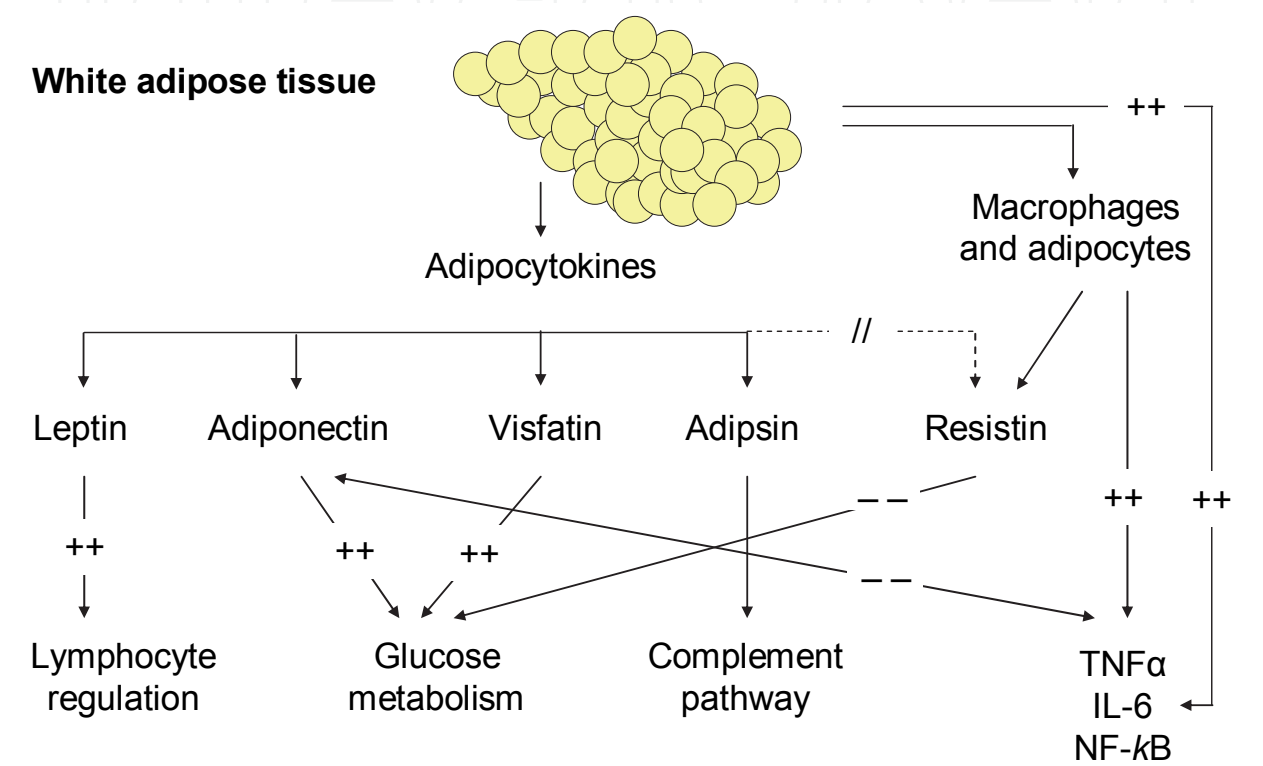 White adipose tissue
++
Macrophages
and adipocytes
Adipocytokines
//
Leptin
Adiponectin
Visfatin
Adipsin
Resistin
– –
++
++
++
++
++
– –
Lymphocyte
regulation
Glucose
metabolism
Complement
pathway
TNFα
IL-6
NF-kB